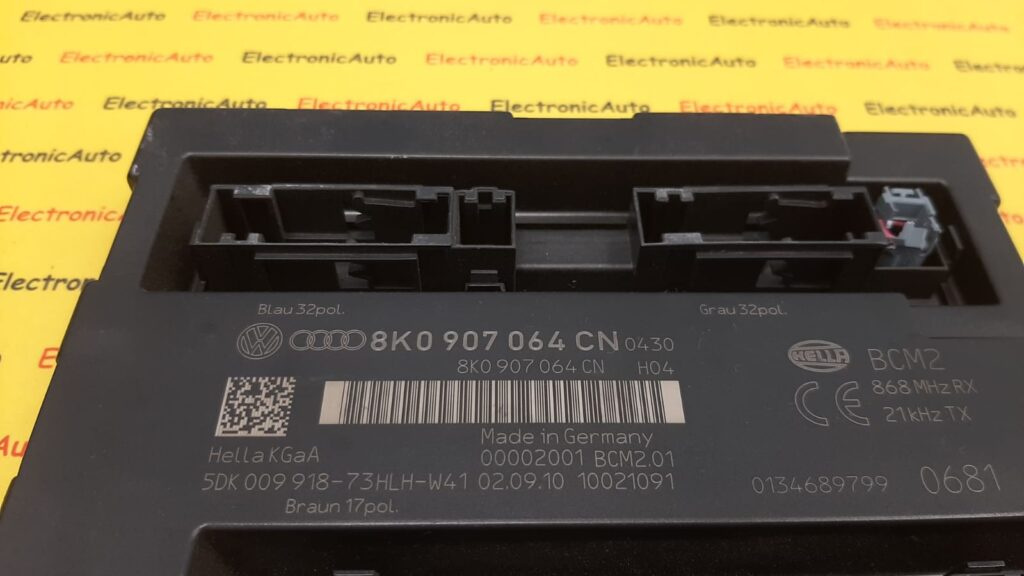 ElectronicAuto ElectronicAuto ElectronicAuto ElectronicAuto
ElectronicAuto ElectronicAuto ElectronicAuto ElectronicAuto
ElectronicAuto ElectronicAuto ElectronicAuto ElectronicAuto ElectronicAuto
ElectronicAuto
ElectronicAuto
ElectronicAuto
Blau 32pol. Grau 32pol.
8K0 907 064 CN 0430
8K0 907 064 CN H04
HELLA BCM2
CE 868 MHz RX
21kHz TX
Made in Germany
Hella KGaA 00002001 BCM2.01
5DK 009 918-73HLH-W41 02.09.10 10021091
0134689799 0681
Braun 17pol.